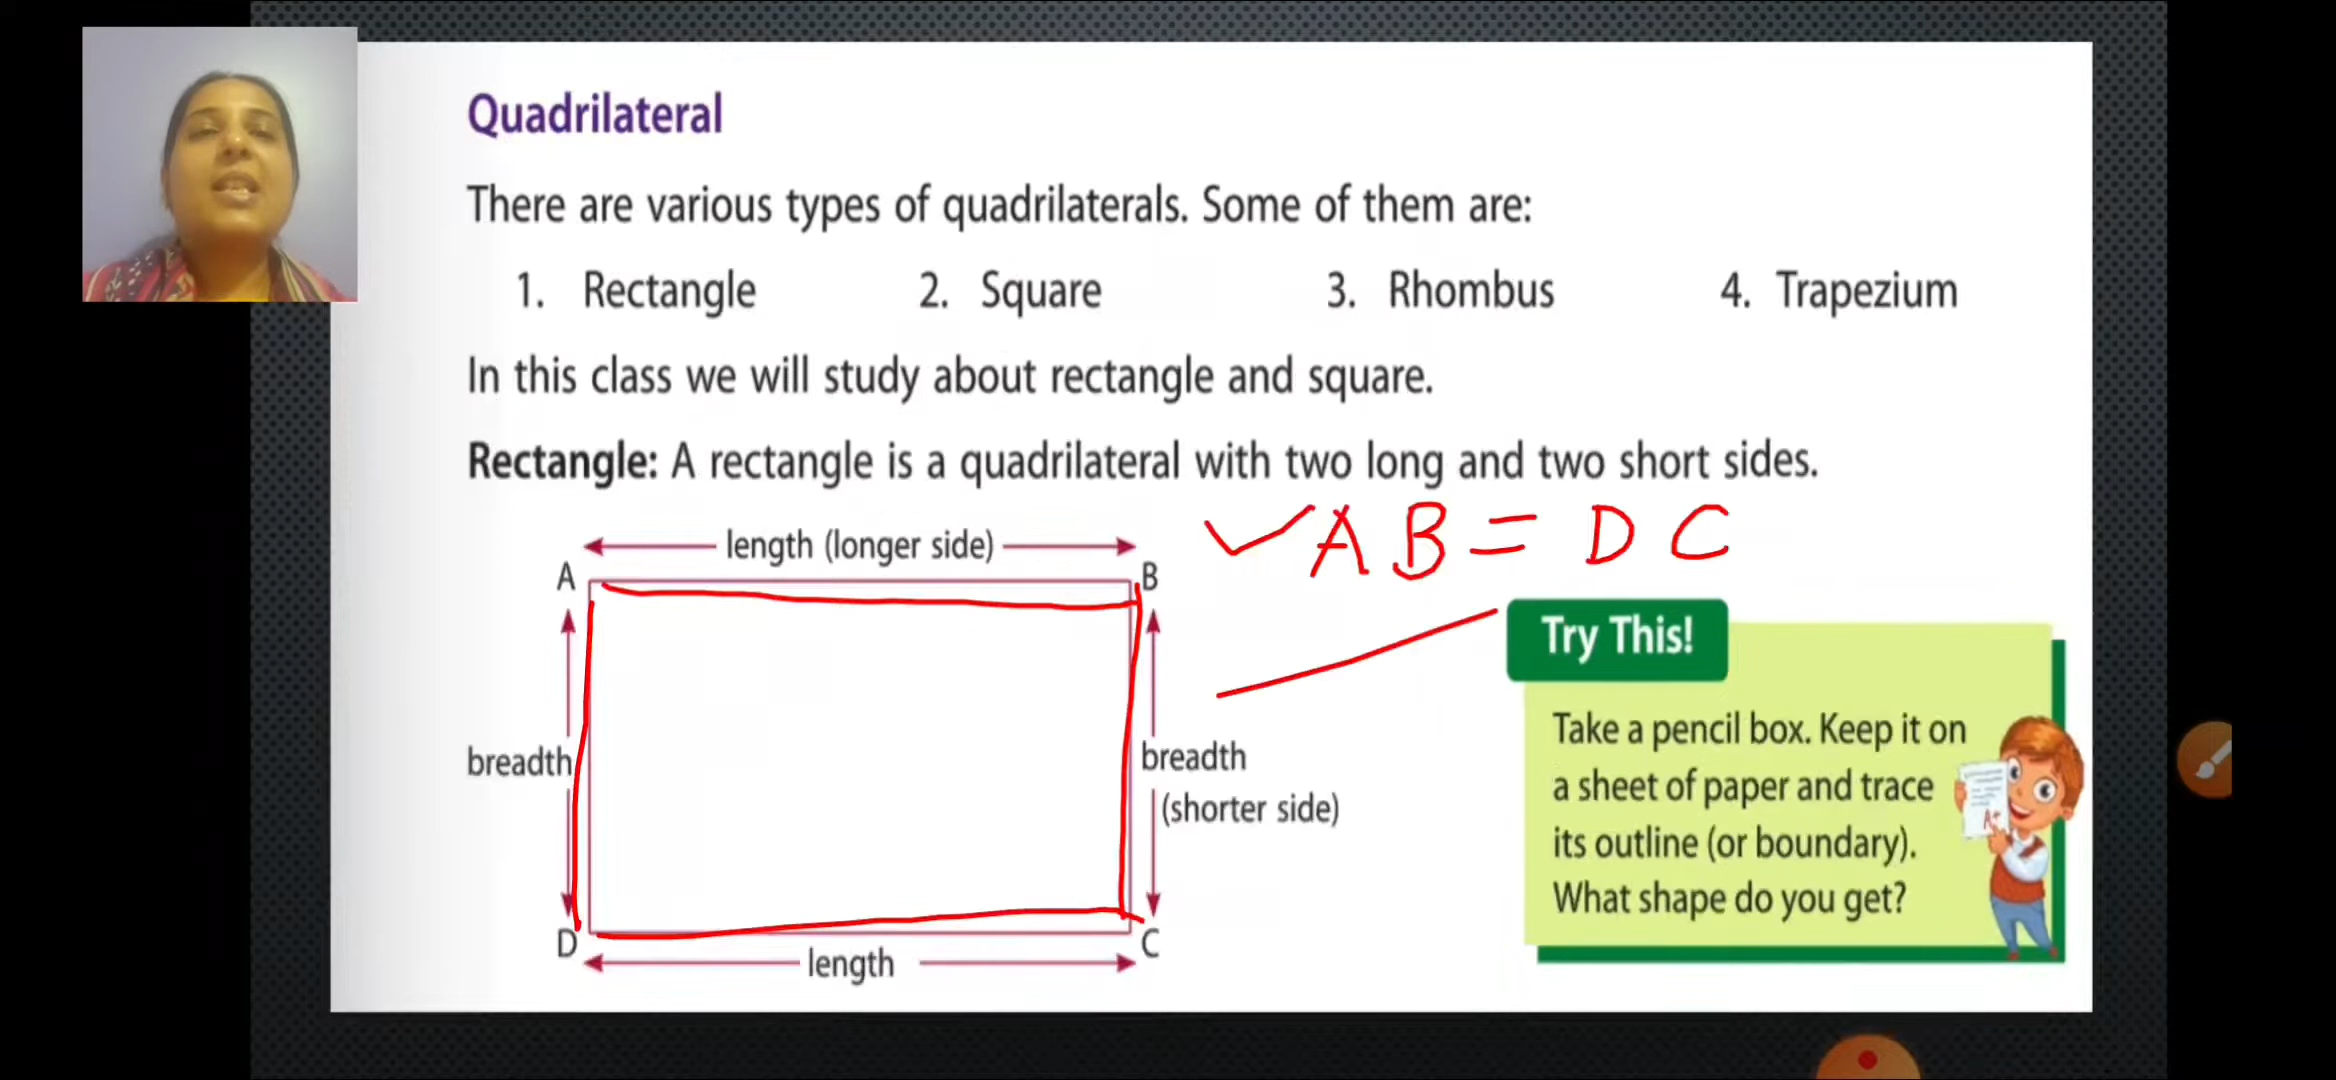 Quadrilateral
There are various types of quadrilaterals. Some of them are:
1. Rectangle 2. Square 3. Rhombus 4. Trapezium
In this class we will study about rectangle and square.
Rectangle: A rectangle is a quadrilateral with two long and two short sides.
length (longer side)
AB = DC
A B
breadth
breadth
(shorter side)
D C
length
Try This!
Take a pencil box. Keep it on
a sheet of paper and trace
its outline (or boundary).
What shape do you get?
A+